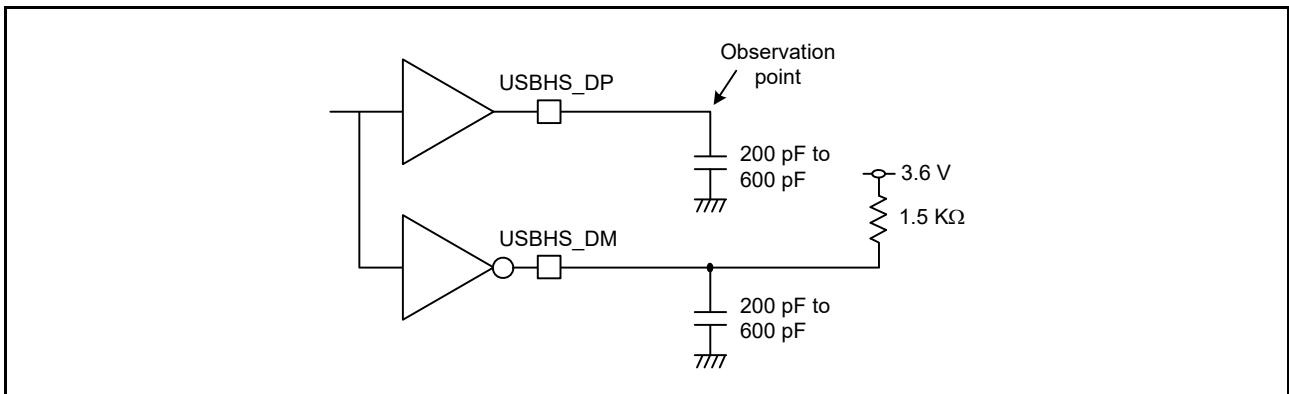 Observation
point
USBHS_DP
200 pF to
600 pF
3.6 V
1.5 KΩ
USBHS_DM
200 pF to
600 pF